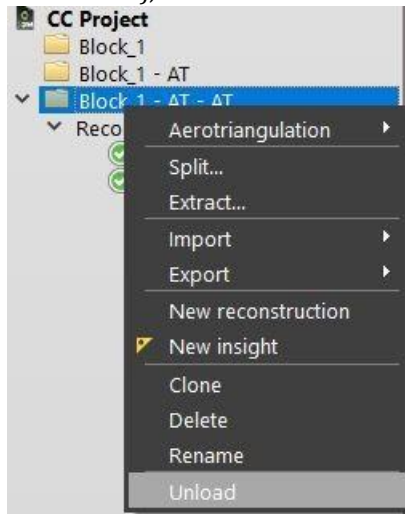 CC Project
Block_1
Block_1 - AT
Block_1 - AT - AT
Reco
Aerotriangulation
Split...
Extract...
Import
Export
New reconstruction
New insight
Clone
Delete
Rename
Unload